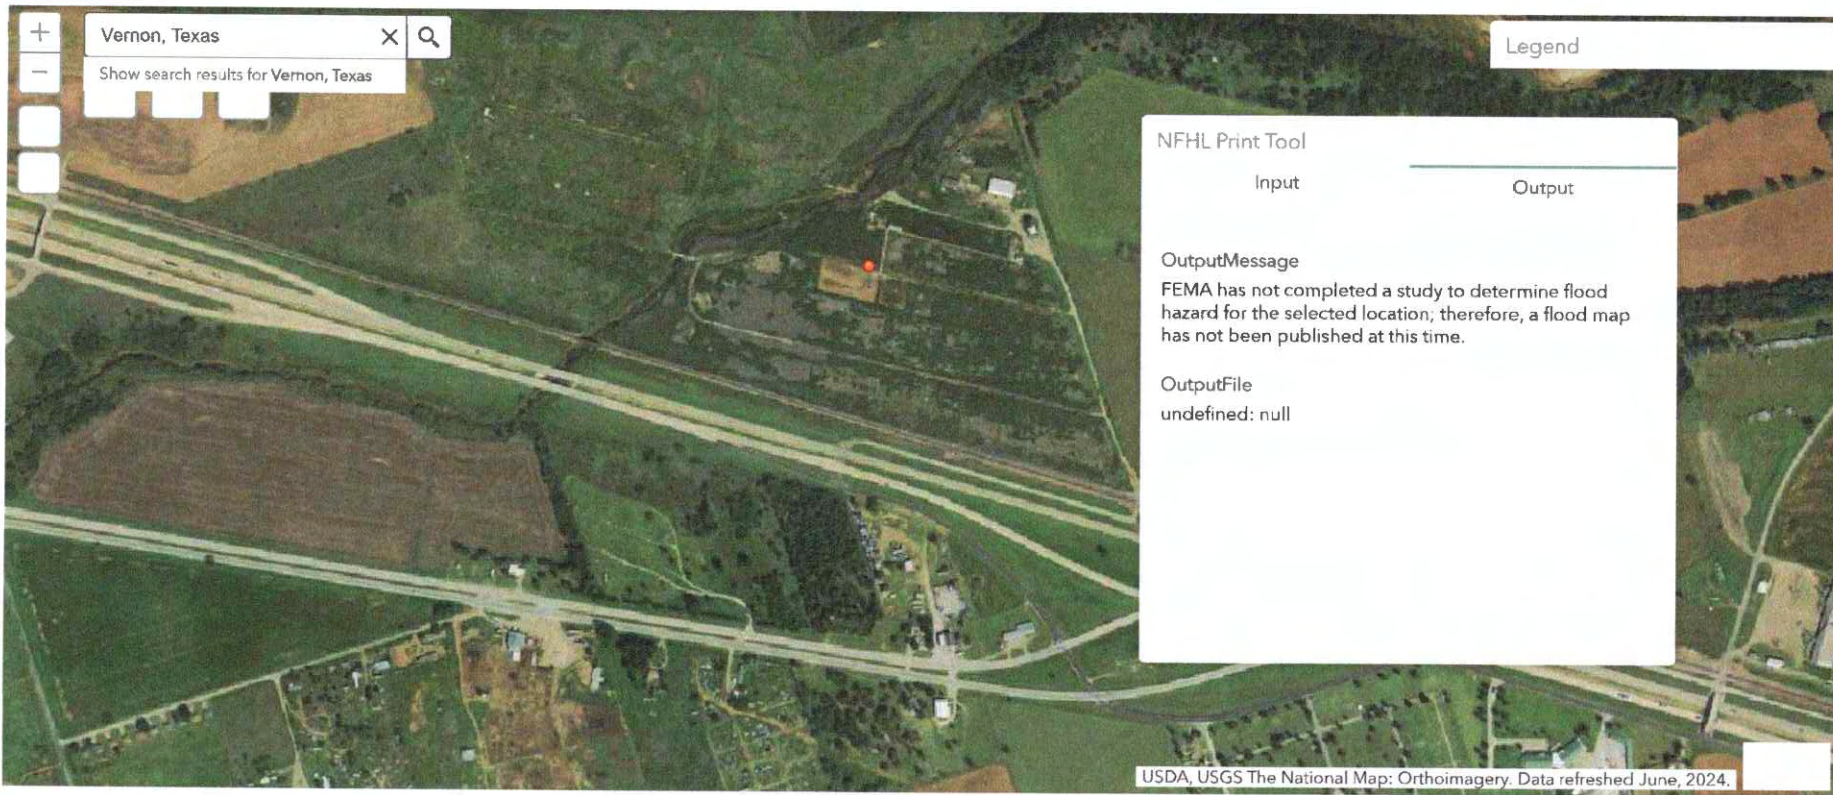 +
Vernon, Texas
Show search results for Vernon, Texas
−
Legend
NFHL Print Tool
Input
Output
OutputMessage
FEMA has not completed a study to determine flood
hazard for the selected location; therefore, a flood map
has not been published at this time.
OutputFile
undefined: null
USDA, USGS The National Map: Orthoimagery. Data refreshed June, 2024.